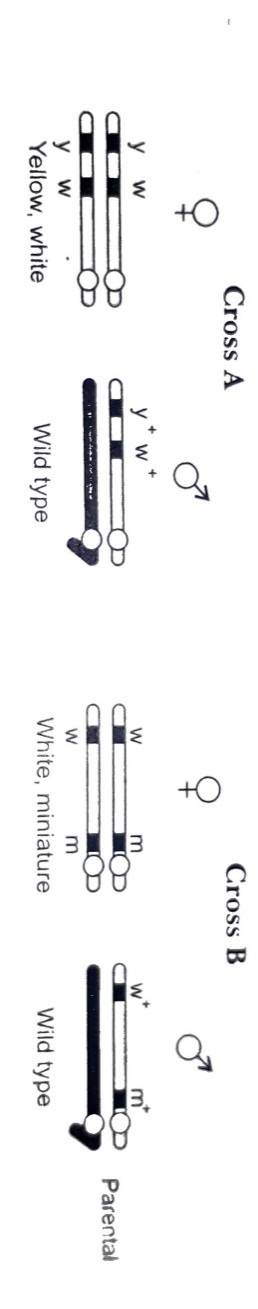 Cross A Cross B
♀ ♂ ♀ ♂
y w y⁺ w⁺ w m w⁺ m⁺
y w w m
Yellow, white Wild type White, miniature Wild type
Parental